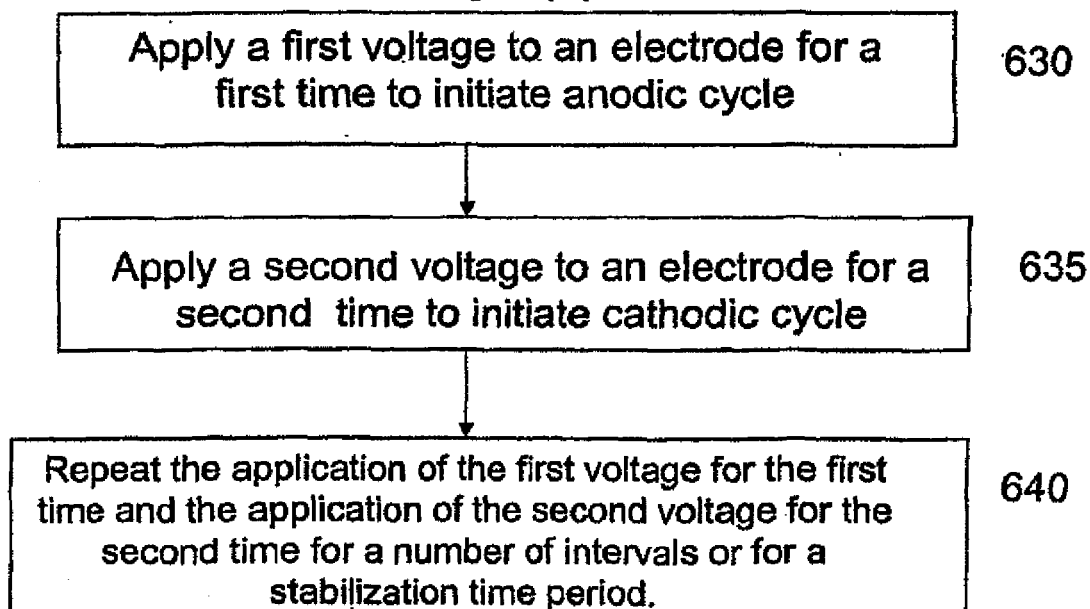 Apply a first voltage to an electrode for a
first time to initiate anodic cycle
630
Apply a second voltage to an electrode for a
second time to initiate cathodic cycle
635
Repeat the application of the first voltage for the first
time and the application of the second voltage for the
second time for a number of intervals or for a
stabilization time period.
640